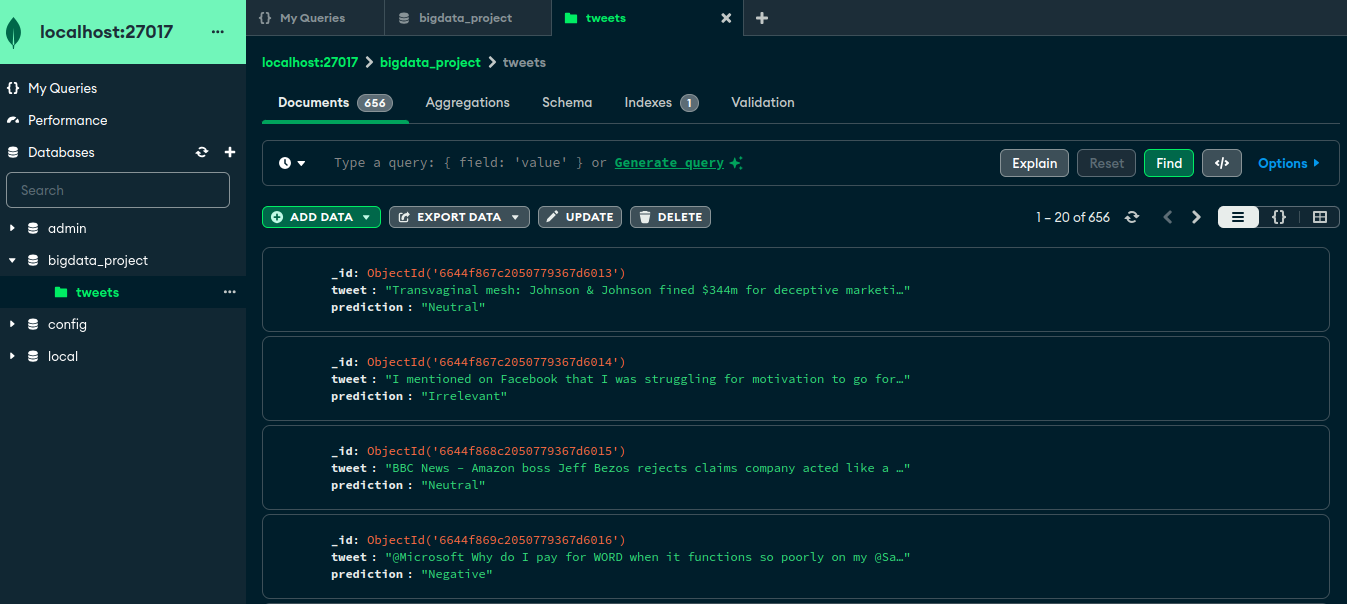 localhost:27017
My Queries
Performance
Databases
Search
admin
bigdata_project
tweets
config
local
{} My Queries
bigdata_project
tweets
localhost:27017 > bigdata_project > tweets
Documents 656 Aggregations Schema Indexes 1 Validation
Type a query: { field: 'value' } or Generate query
Explain Reset Find </> Options
ADD DATA EXPORT DATA UPDATE DELETE 1 – 20 of 656 {}
_id: ObjectId('6644f867c2050779367d6013')
tweet : "Transvaginal mesh: Johnson & Johnson fined $344m for deceptive marketi…"
prediction : "Neutral"
_id: ObjectId('6644f867c2050779367d6014')
tweet : "I mentioned on Facebook that I was struggling for motivation to go for…"
prediction : "Irrelevant"
_id: ObjectId('6644f868c2050779367d6015')
tweet : "BBC News – Amazon boss Jeff Bezos rejects claims company acted like a …"
prediction : "Neutral"
_id: ObjectId('6644f869c2050779367d6016')
tweet : "@Microsoft Why do I pay for WORD when it functions so poorly on my @Sa…"
prediction : "Negative"